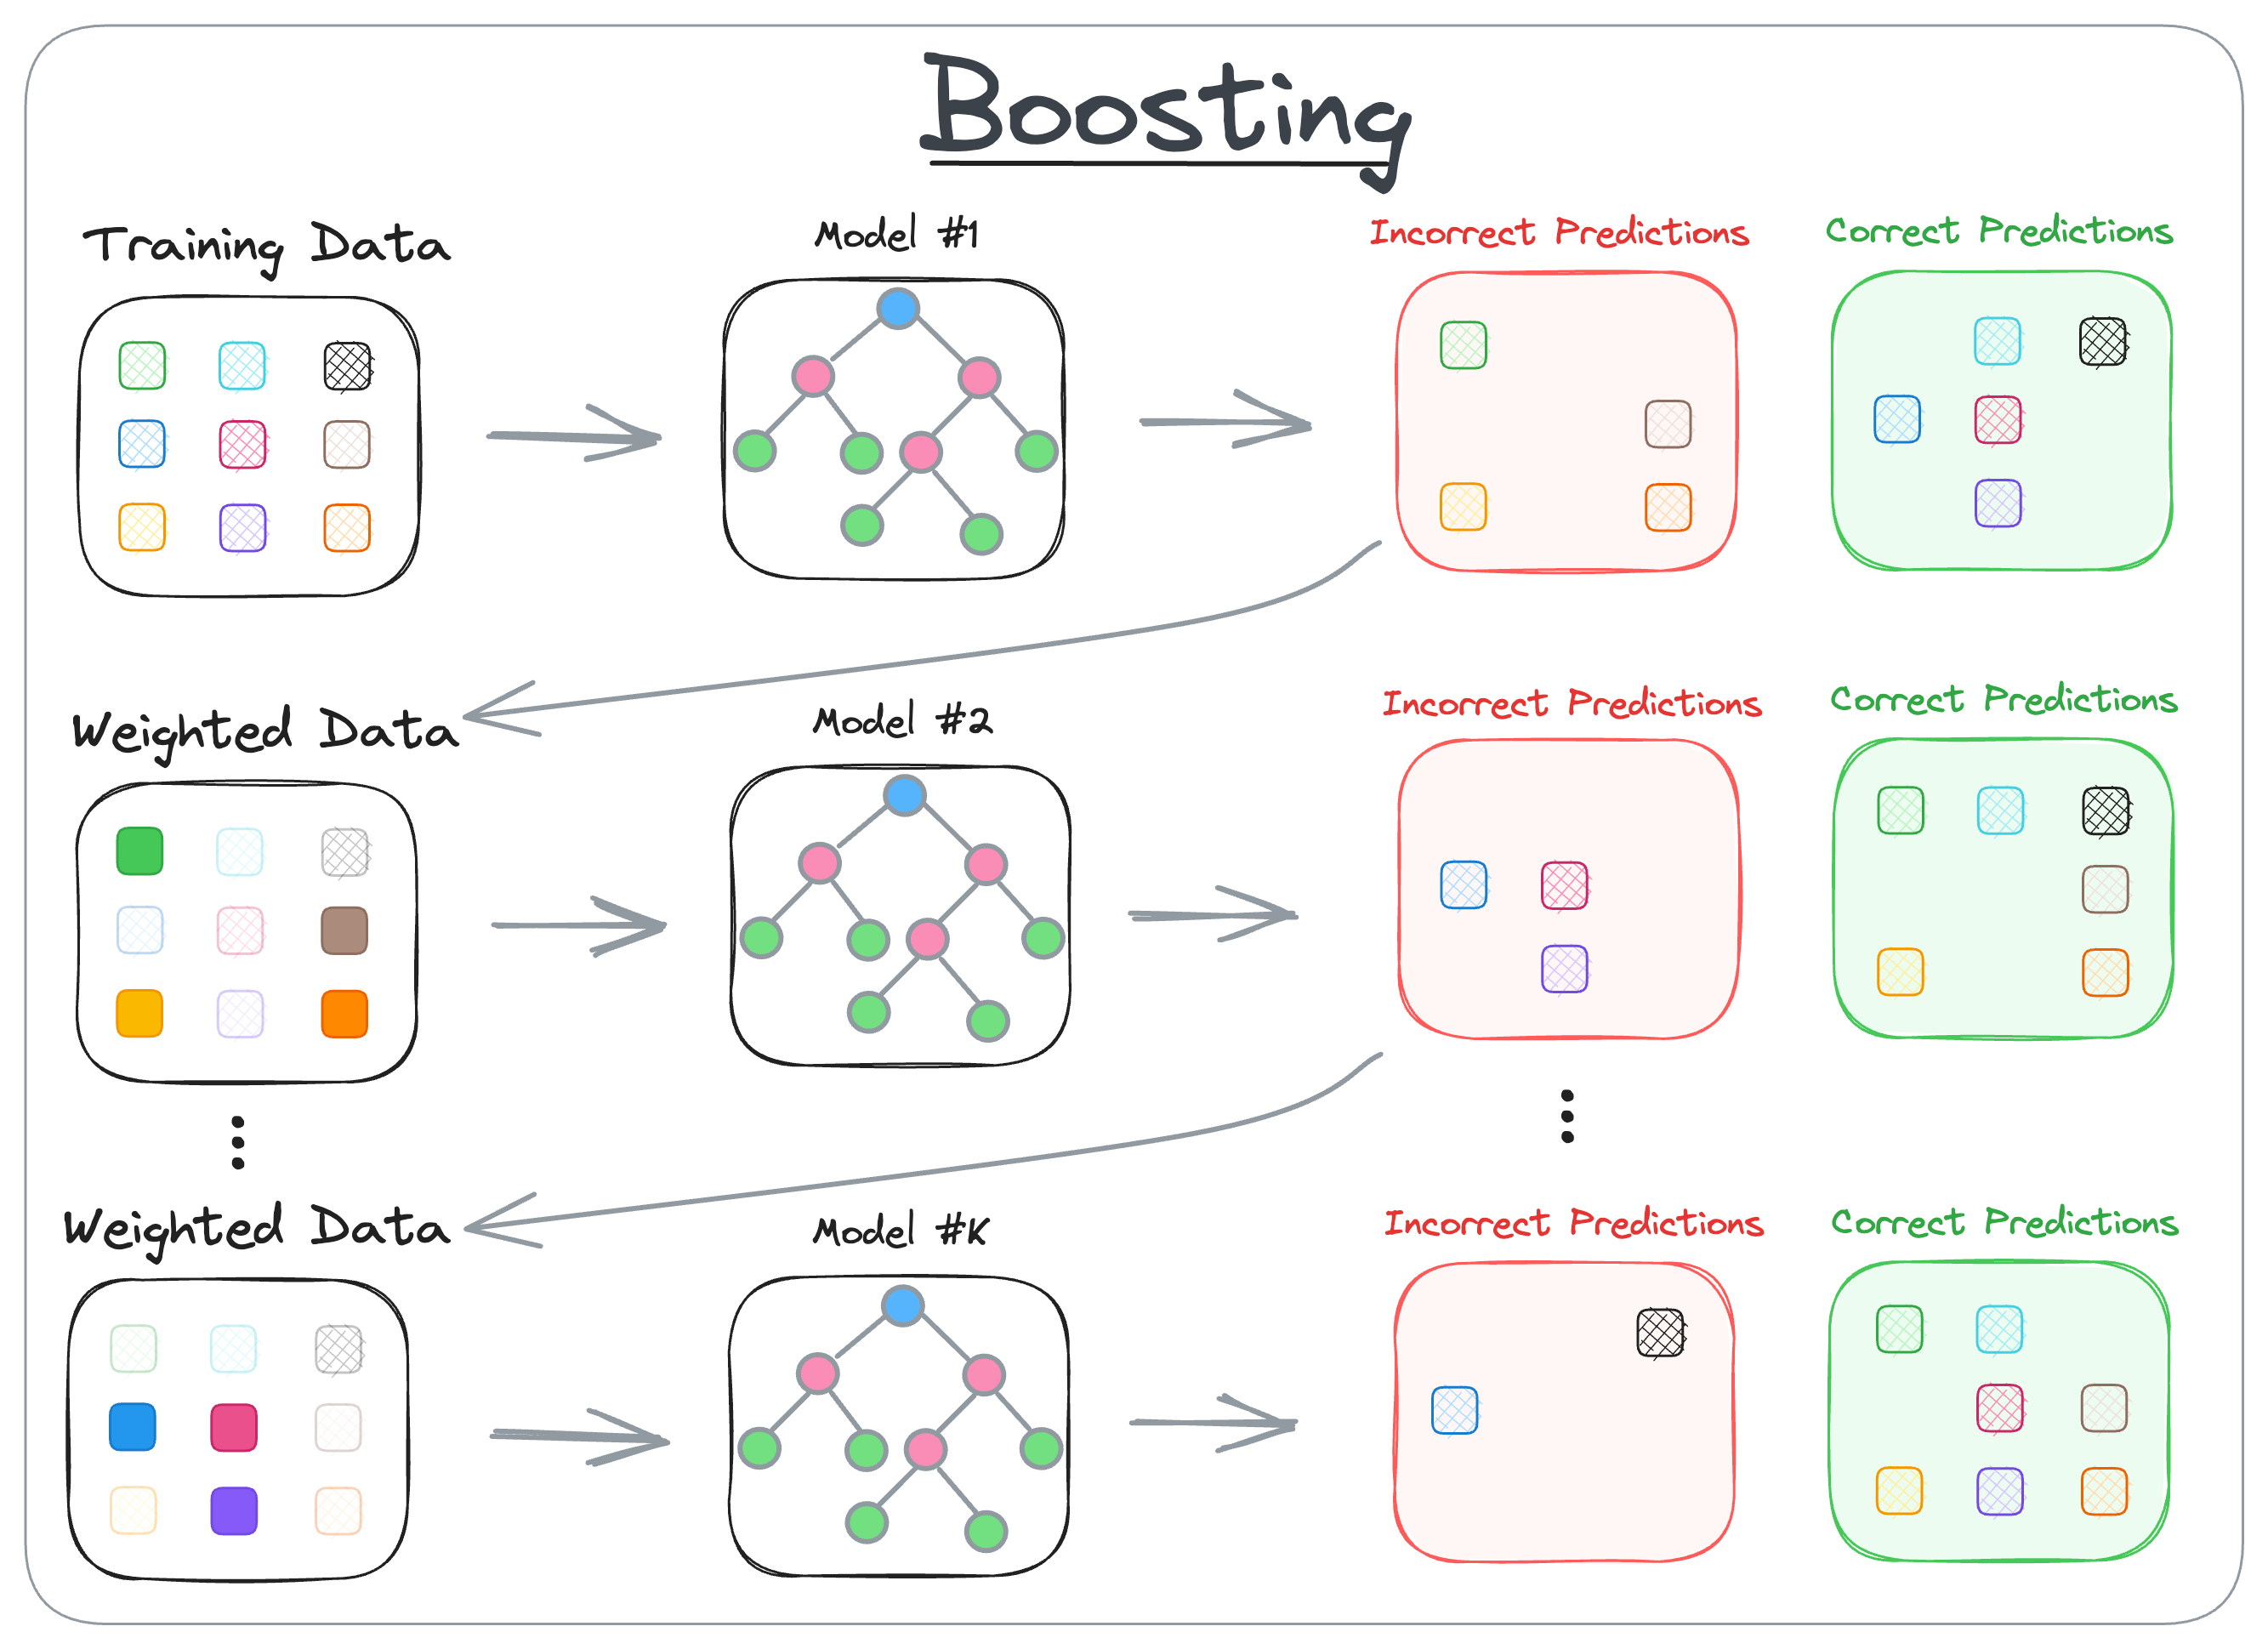 Boosting
Training Data
Model #1
Incorrect Predictions
Correct Predictions
Weighted Data
Model #2
Incorrect Predictions
Correct Predictions
Weighted Data
Model #K
Incorrect Predictions
Correct Predictions